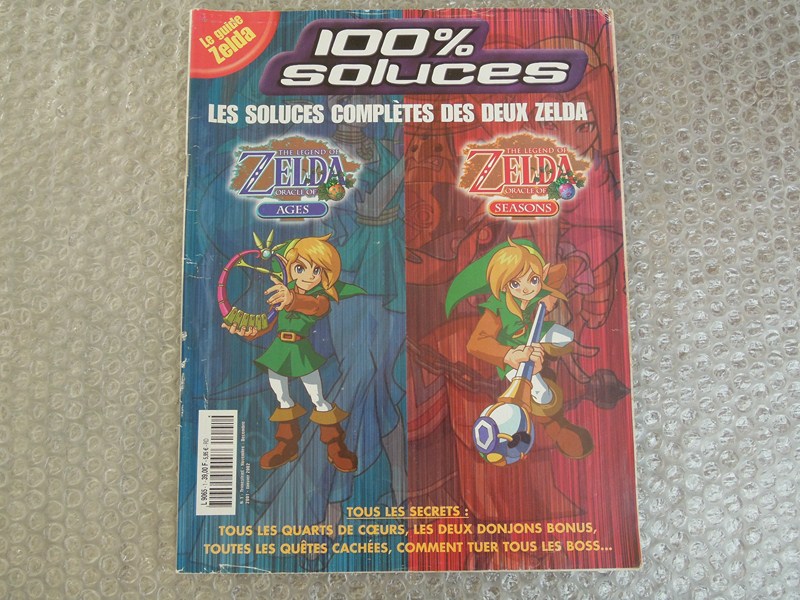 Le guide
Zelda
100%
soluces
LES SOLUCES COMPLÈTES DES DEUX ZELDA
THE LEGEND OF
ZELDA
ORACLE OF
AGES
THE LEGEND OF
ZELDA
ORACLE OF
SEASONS
TOUS LES SECRETS :
TOUS LES QUARTS DE CŒURS, LES DEUX DONJONS BONUS,
TOUTES LES QUÊTES CACHÉES, COMMENT TUER TOUS LES BOSS...